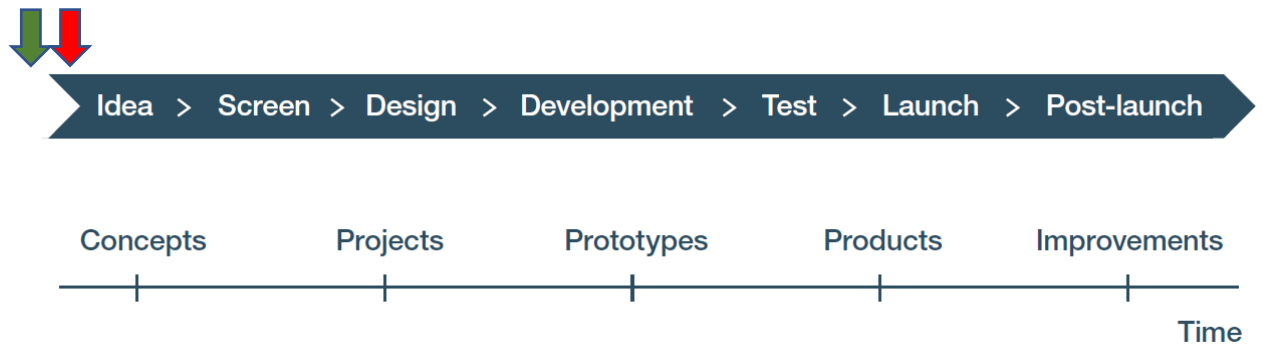 Idea > Screen > Design > Development > Test > Launch > Post-launch
Concepts Projects Prototypes Products Improvements
Time